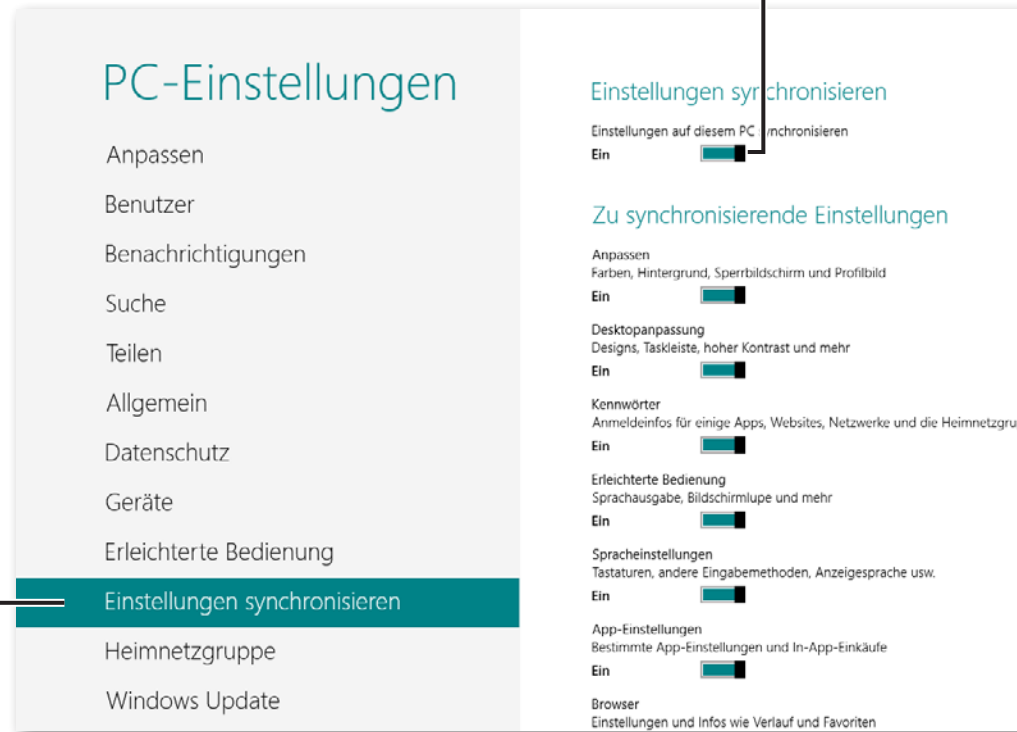 PC-Einstellungen
Anpassen
Benutzer
Benachrichtigungen
Suche
Teilen
Allgemein
Datenschutz
Geräte
Erleichterte Bedienung
Einstellungen synchronisieren
Heimnetzgruppe
Windows Update
Einstellungen synchronisieren
Einstellungen auf diesem PC synchronisieren
Ein
Zu synchronisierende Einstellungen
Anpassen
Farben, Hintergrund, Sperrbildschirm und Profilbild
Ein
Desktopanpassung
Designs, Taskleiste, hoher Kontrast und mehr
Ein
Kennwörter
Anmeldeinfos für einige Apps, Websites, Netzwerke und die Heimnetzgru
Ein
Erleichterte Bedienung
Sprachausgabe, Bildschirmlupe und mehr
Ein
Spracheinstellungen
Tastaturen, andere Eingabemethoden, Anzeigesprache usw.
Ein
App-Einstellungen
Bestimmte App-Einstellungen und In-App-Einkäufe
Ein
Browser
Einstellungen und Infos wie Verlauf und Favoriten